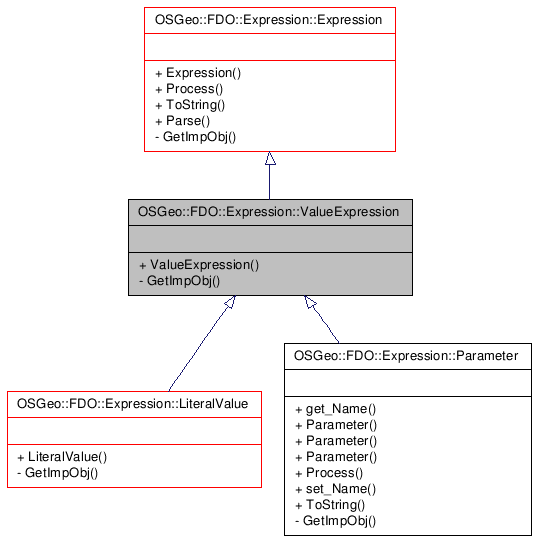 OSGeo::FDO::Expression::Expression
+ Expression()
+ Process()
+ ToString()
+ Parse()
- GetImpObj()
OSGeo::FDO::Expression::ValueExpression
+ ValueExpression()
- GetImpObj()
OSGeo::FDO::Expression::LiteralValue
+ LiteralValue()
- GetImpObj()
OSGeo::FDO::Expression::Parameter
+ get_Name()
+ Parameter()
+ Parameter()
+ Parameter()
+ Process()
+ set_Name()
+ ToString()
- GetImpObj()